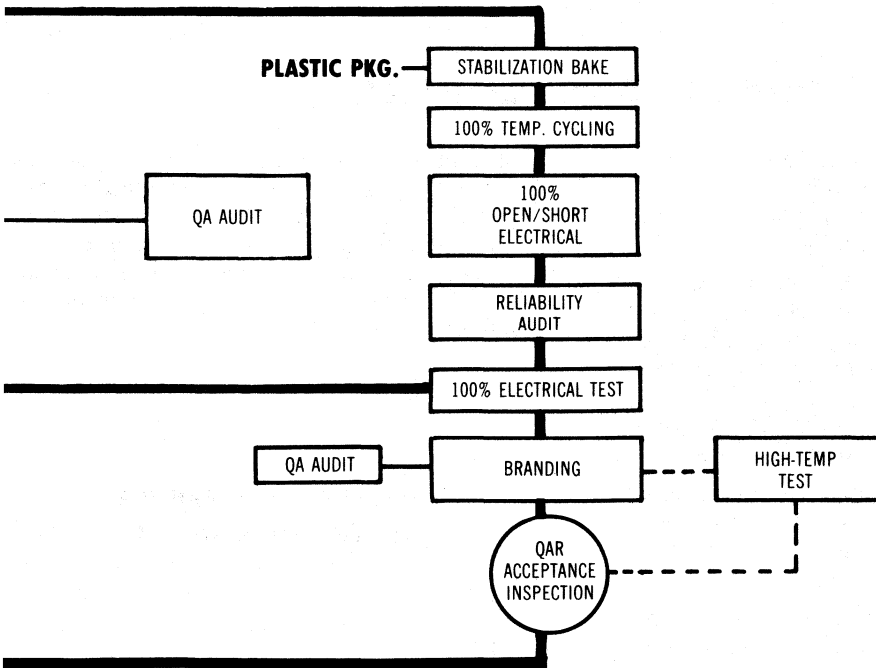 PLASTIC PKG.
STABILIZATION BAKE
100% TEMP. CYCLING
QA AUDIT
100%
OPEN/SHORT
ELECTRICAL
RELIABILITY
AUDIT
100% ELECTRICAL TEST
QA AUDIT
BRANDING
HIGH-TEMP
TEST
QAR
ACCEPTANCE
INSPECTION